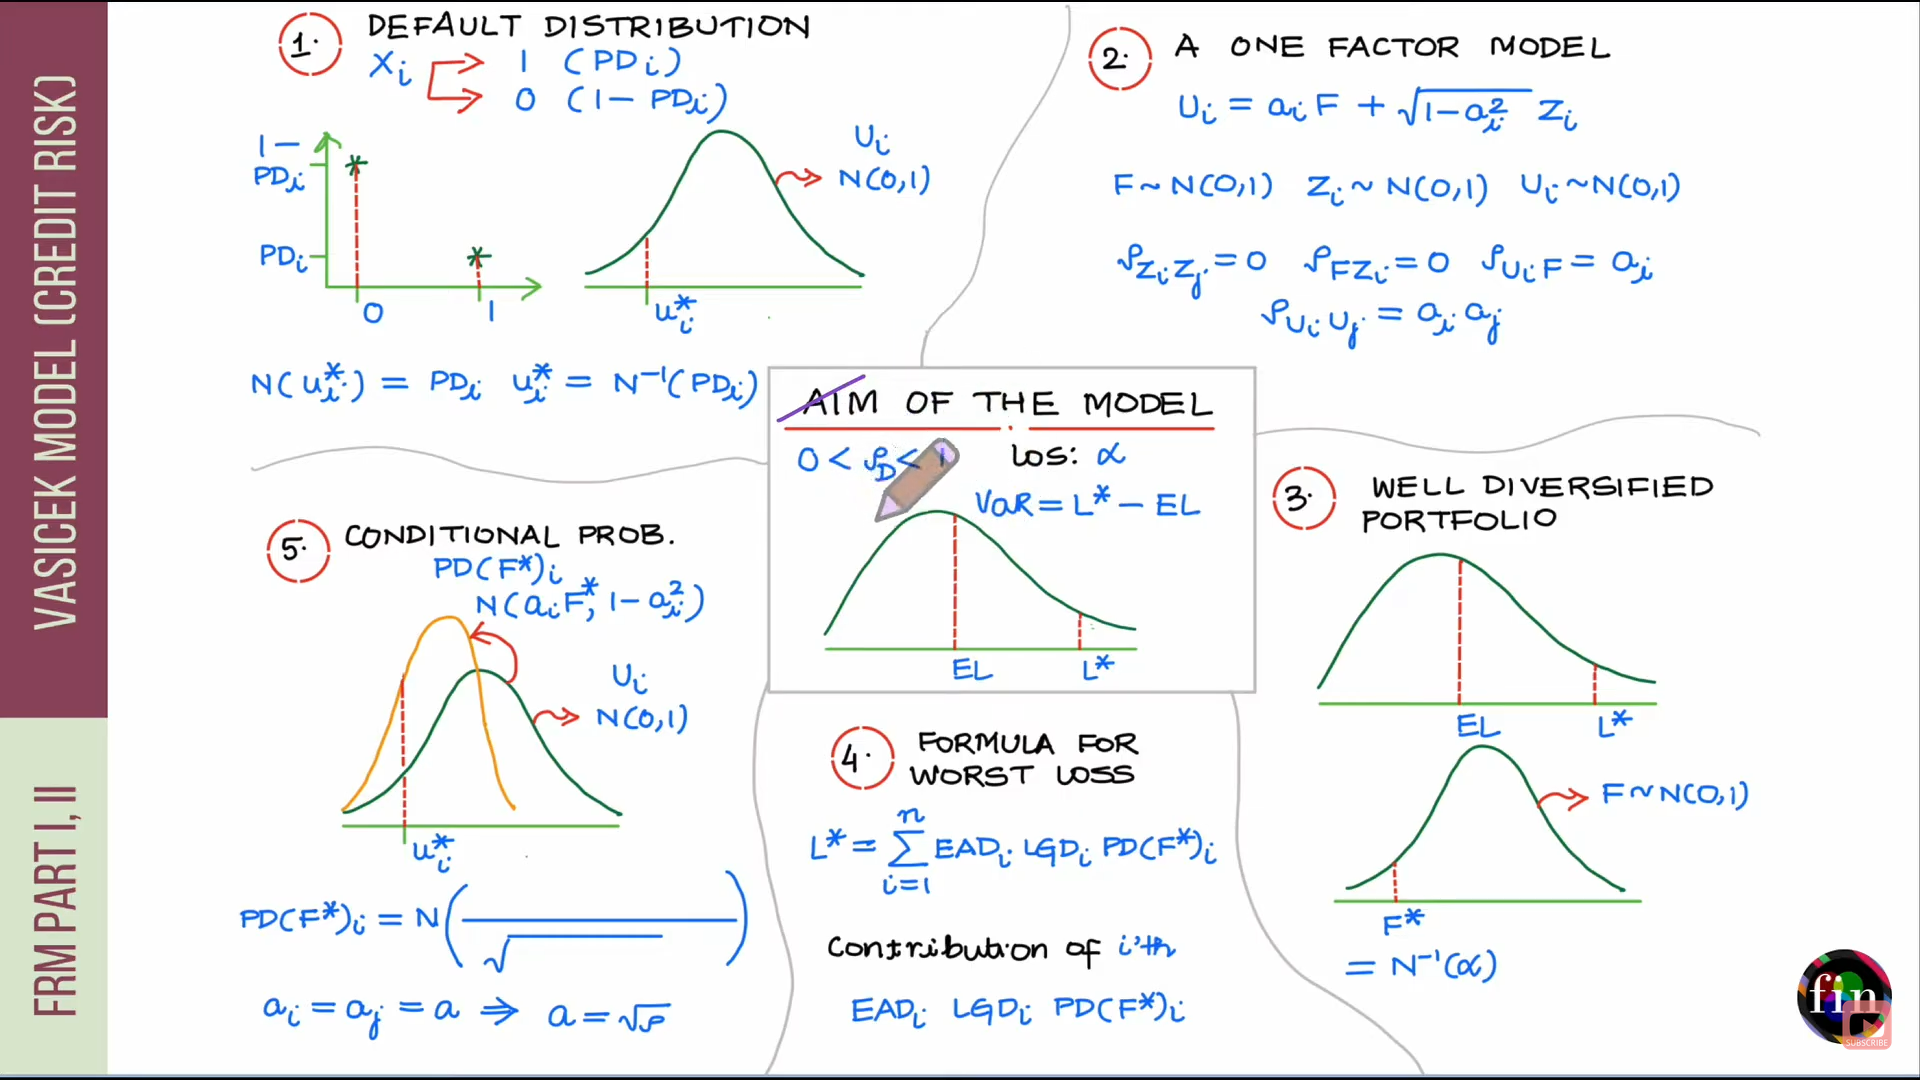 VASICEK MODEL (CREDIT RISK)
FRM PART I, II
1. DEFAULT DISTRIBUTION
Xi 1 (PDi)
0 (1 - PDi)
1 -
PDi
PDi
0 1
Ui
N(0,1)
ui*
N(ui*) = PDi ui* = N⁻¹(PDi)
2. A ONE FACTOR MODEL
Ui = ai F + √1-ai² Zi
F ~ N(0,1) Zi ~ N(0,1) Ui ~ N(0,1)
ρZiZj = 0 ρFZi = 0 ρUiF = ai
ρUiUj = ai aj
AIM OF THE MODEL
0 < ρD < 1 LOS: α
VaR = L* - EL
EL L*
3. WELL DIVERSIFIED
PORTFOLIO
EL L*
F ~ N(0,1)
F*
= N⁻¹(α)
4. FORMULA FOR
WORST LOSS
L* = Σ EADi LGDi PD(F*)i
n
i=1
Contribution of i'th
EADi LGDi PD(F*)i
5. CONDITIONAL PROB.
PD(F*)i
N(aiF*, 1-ai²)
Ui
N(0,1)
ui*
PD(F*)i = N( √ )
ai = aj = a ⇒ a = √ρ
fin
SUBSCRIBE